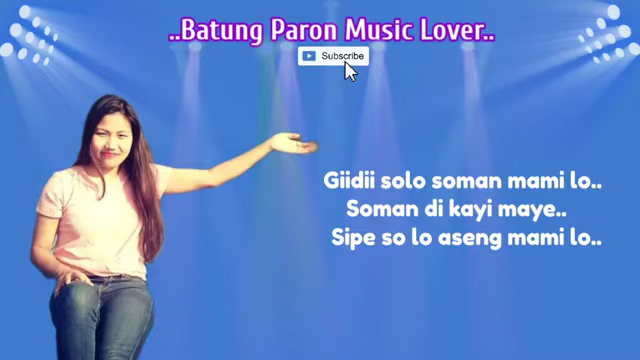 ..Batung Paron Music Lover..
Subscribe
Giidii solo soman mami lo..
Soman di kayi maye..
Sipe so lo aseng mami lo..